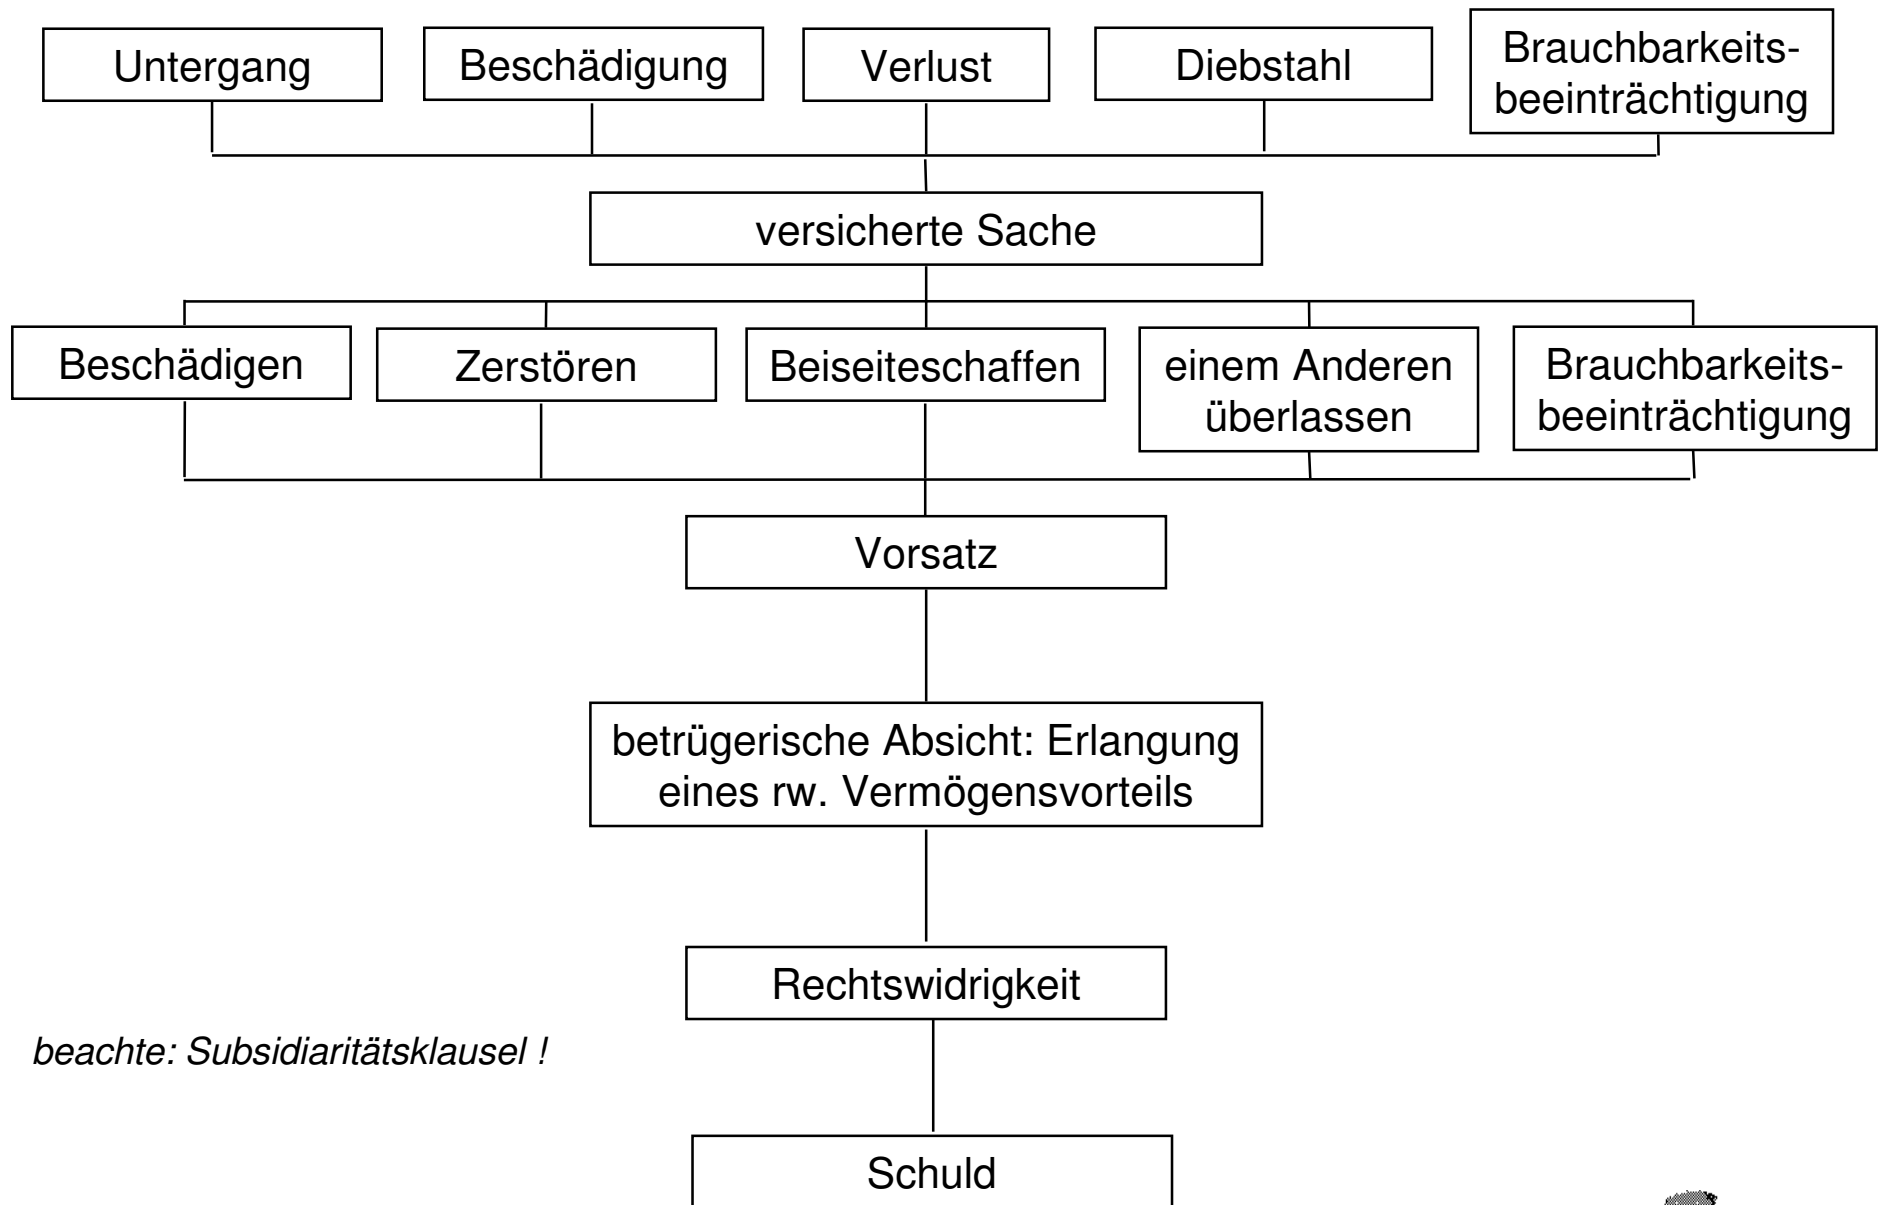 Untergang
Beschädigung
Verlust
Diebstahl
Brauchbarkeits-
beeinträchtigung
versicherte Sache
Beschädigen
Zerstören
Beiseiteschaffen
einem Anderen
überlassen
Brauchbarkeits-
beeinträchtigung
Vorsatz
betrügerische Absicht: Erlangung
eines rw. Vermögensvorteils
Rechtswidrigkeit
beachte: Subsidiaritätsklausel !
Schuld